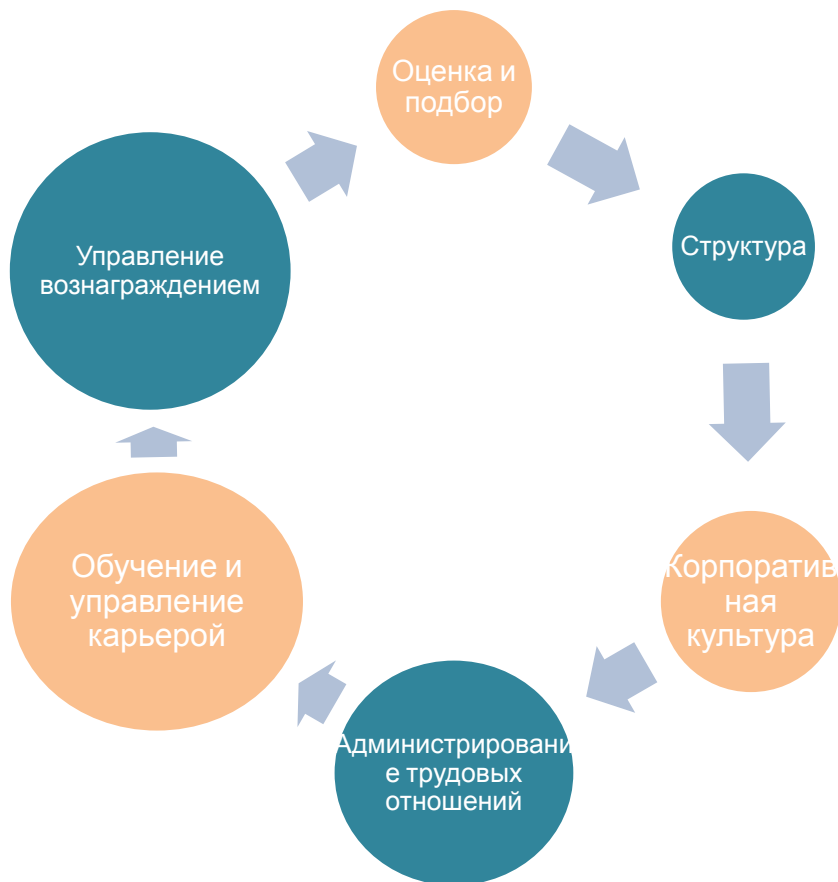 Оценка и
подбор
Структура
Корпоратив
ная
культура
Администрировани
е трудовых
отношений
Обучение и
управление
карьерой
Управление
вознаграждением